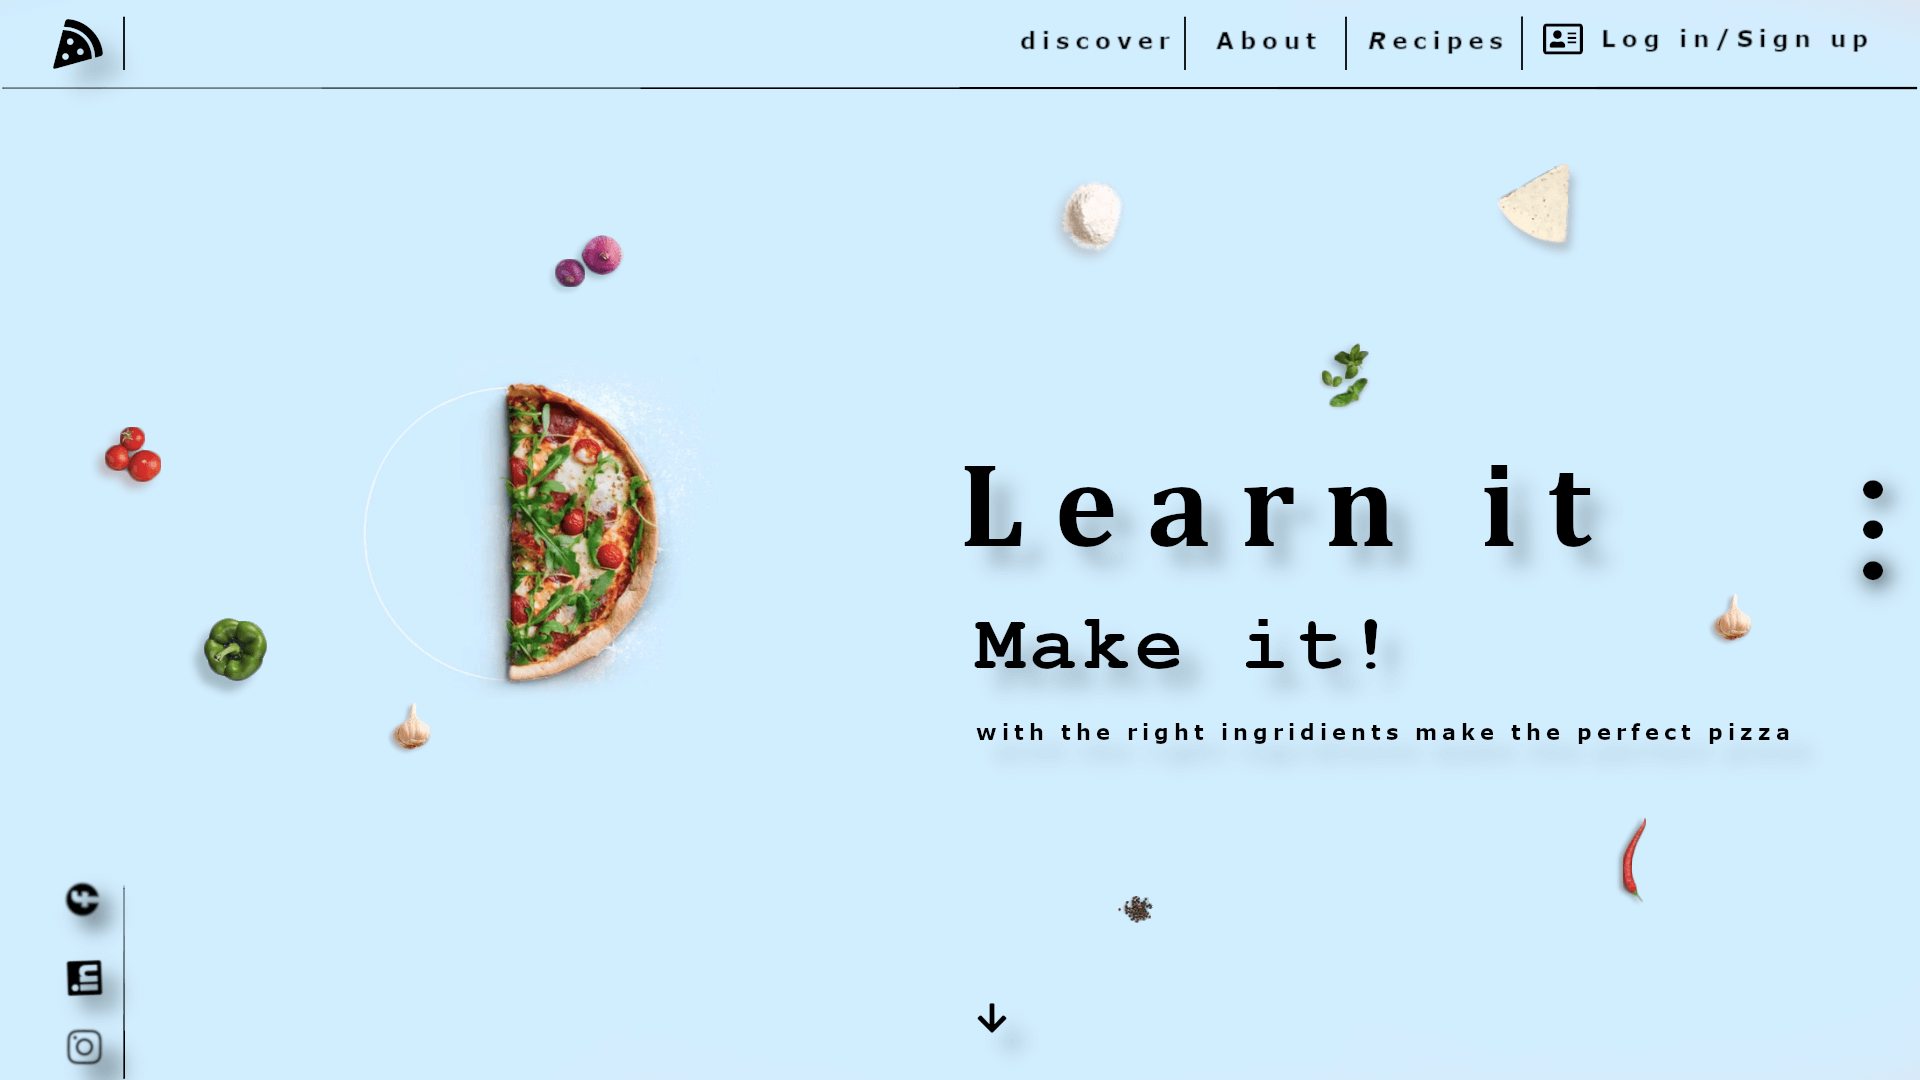 discover
About
Recipes
Log in/Sign up
Learn it
Make it!
with the right ingridients make the perfect pizza
in